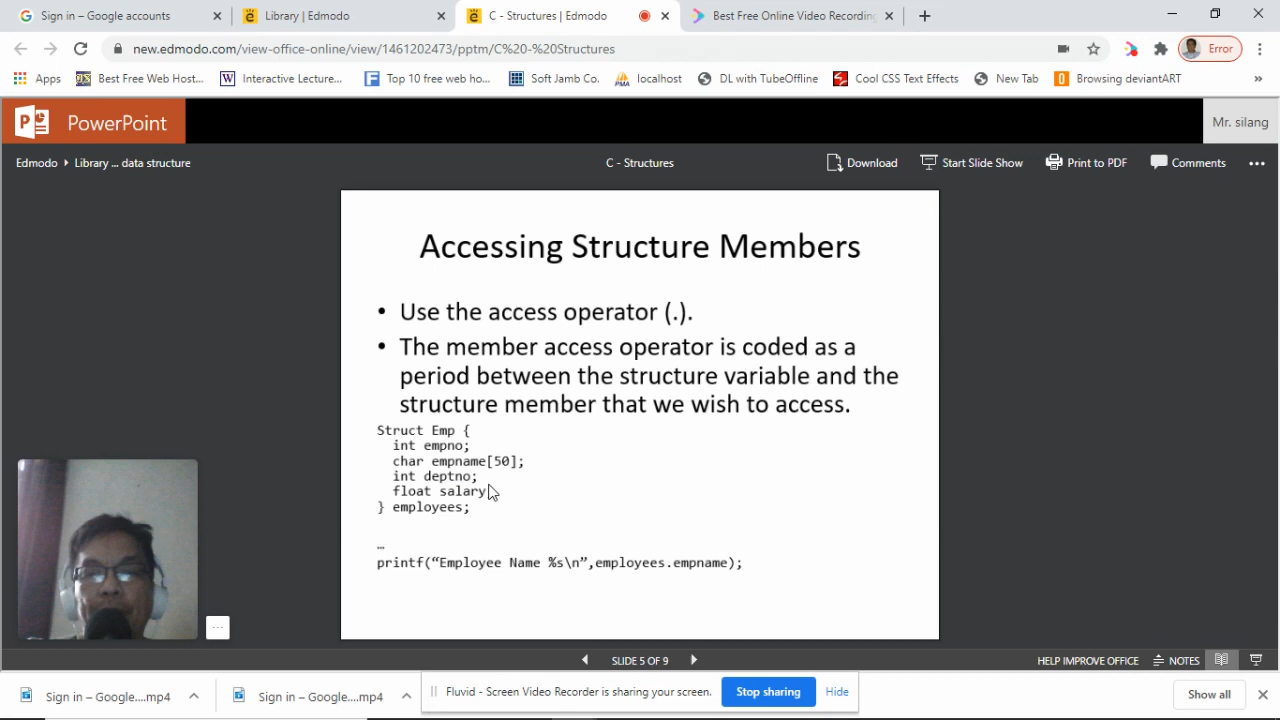 Sign in – Google accounts
Library | Edmodo
C - Structures | Edmodo
Best Free Online Video Recording
new.edmodo.com/view-office-online/view/1461202473/pptm/C%20-%20Structures
Error
Apps
Best Free Web Host...
Interactive Lecture...
Top 10 free web ho...
Soft Jamb Co.
localhost
DL with TubeOffline
Cool CSS Text Effects
New Tab
Browsing deviantART
»
PowerPoint
Mr. silang
Edmodo ▸ Library ... data structure
C - Structures
Download
Start Slide Show
Print to PDF
Comments
•••
Accessing Structure Members
• Use the access operator (.).
• The member access operator is coded as a
period between the structure variable and the
structure member that we wish to access.
Struct Emp {
int empno;
char empname[50];
int deptno;
float salary
} employees;
…
printf(“Employee Name %s\n”,employees.empname);
...
SLIDE 5 OF 9
HELP IMPROVE OFFICE
NOTES
Sign in – Google....mp4
Sign in – Google....mp4
Fluvid - Screen Video Recorder is sharing your screen.
Stop sharing
Hide
Show all